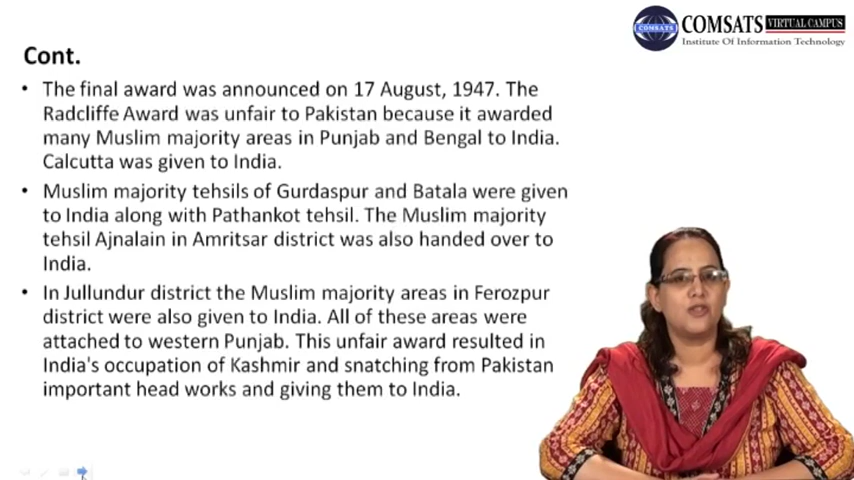 COMSATS VIRTUAL CAMPUS
COMSATS
Institute Of Information Technology
Cont.
• The final award was announced on 17 August, 1947. The
Radcliffe Award was unfair to Pakistan because it awarded
many Muslim majority areas in Punjab and Bengal to India.
Calcutta was given to India.
• Muslim majority tehsils of Gurdaspur and Batala were given
to India along with Pathankot tehsil. The Muslim majority
tehsil Ajnalain in Amritsar district was also handed over to
India.
• In Jullundur district the Muslim majority areas in Ferozpur
district were also given to India. All of these areas were
attached to western Punjab. This unfair award resulted in
India's occupation of Kashmir and snatching from Pakistan
important head works and giving them to India.